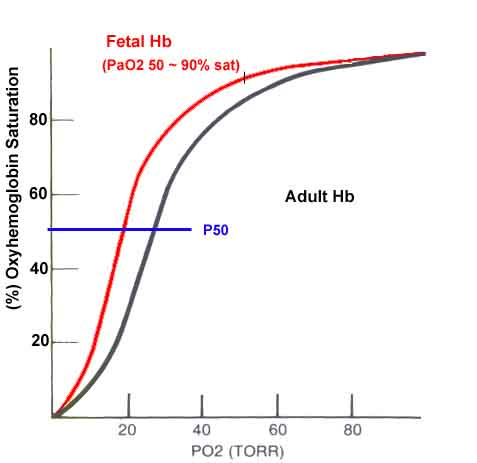 Fetal Hb
(PaO2 50 ~ 90% sat)
(%) Oxyhemoglobin Saturation
80
60
40
20
Adult Hb
P50
20 40 60 80
PO2 (TORR)